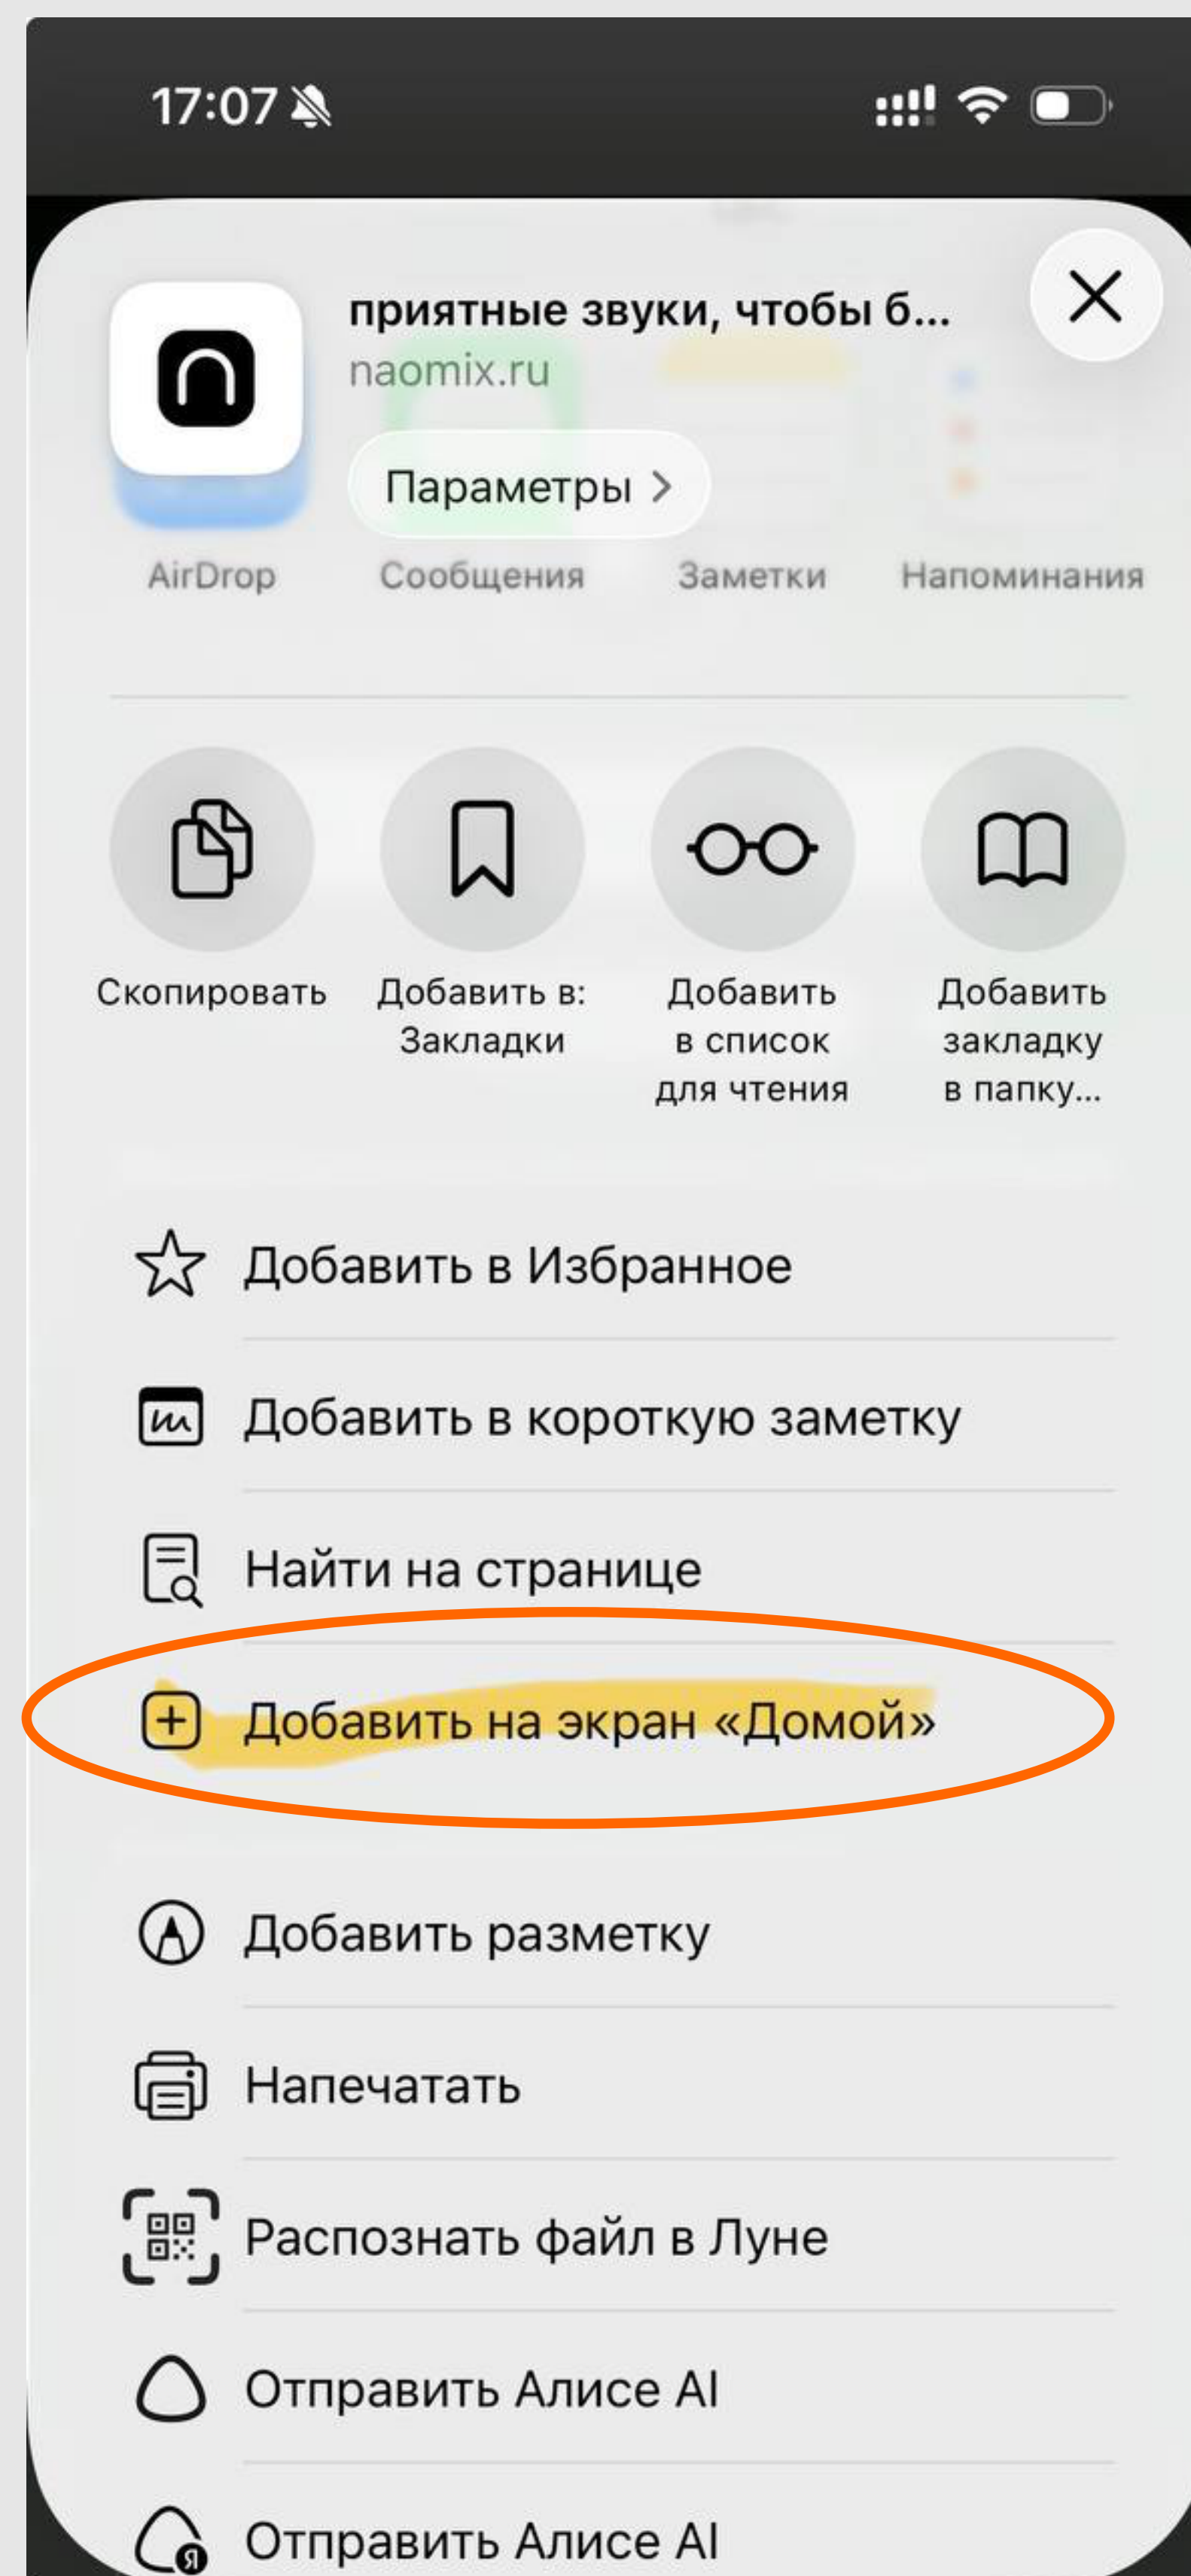 17:07
приятные звуки, чтобы б...
naomix.ru
Параметры
AirDrop Сообщения Заметки Напоминания
Скопировать Добавить в: Закладки Добавить в список для чтения Добавить закладку в папку...
Добавить в Избранное
Добавить в короткую заметку
Найти на странице
Добавить на экран «Домой»
Добавить разметку
Напечатать
Распознать файл в Луне
Отправить Алисе AI
Отправить Алисе AI